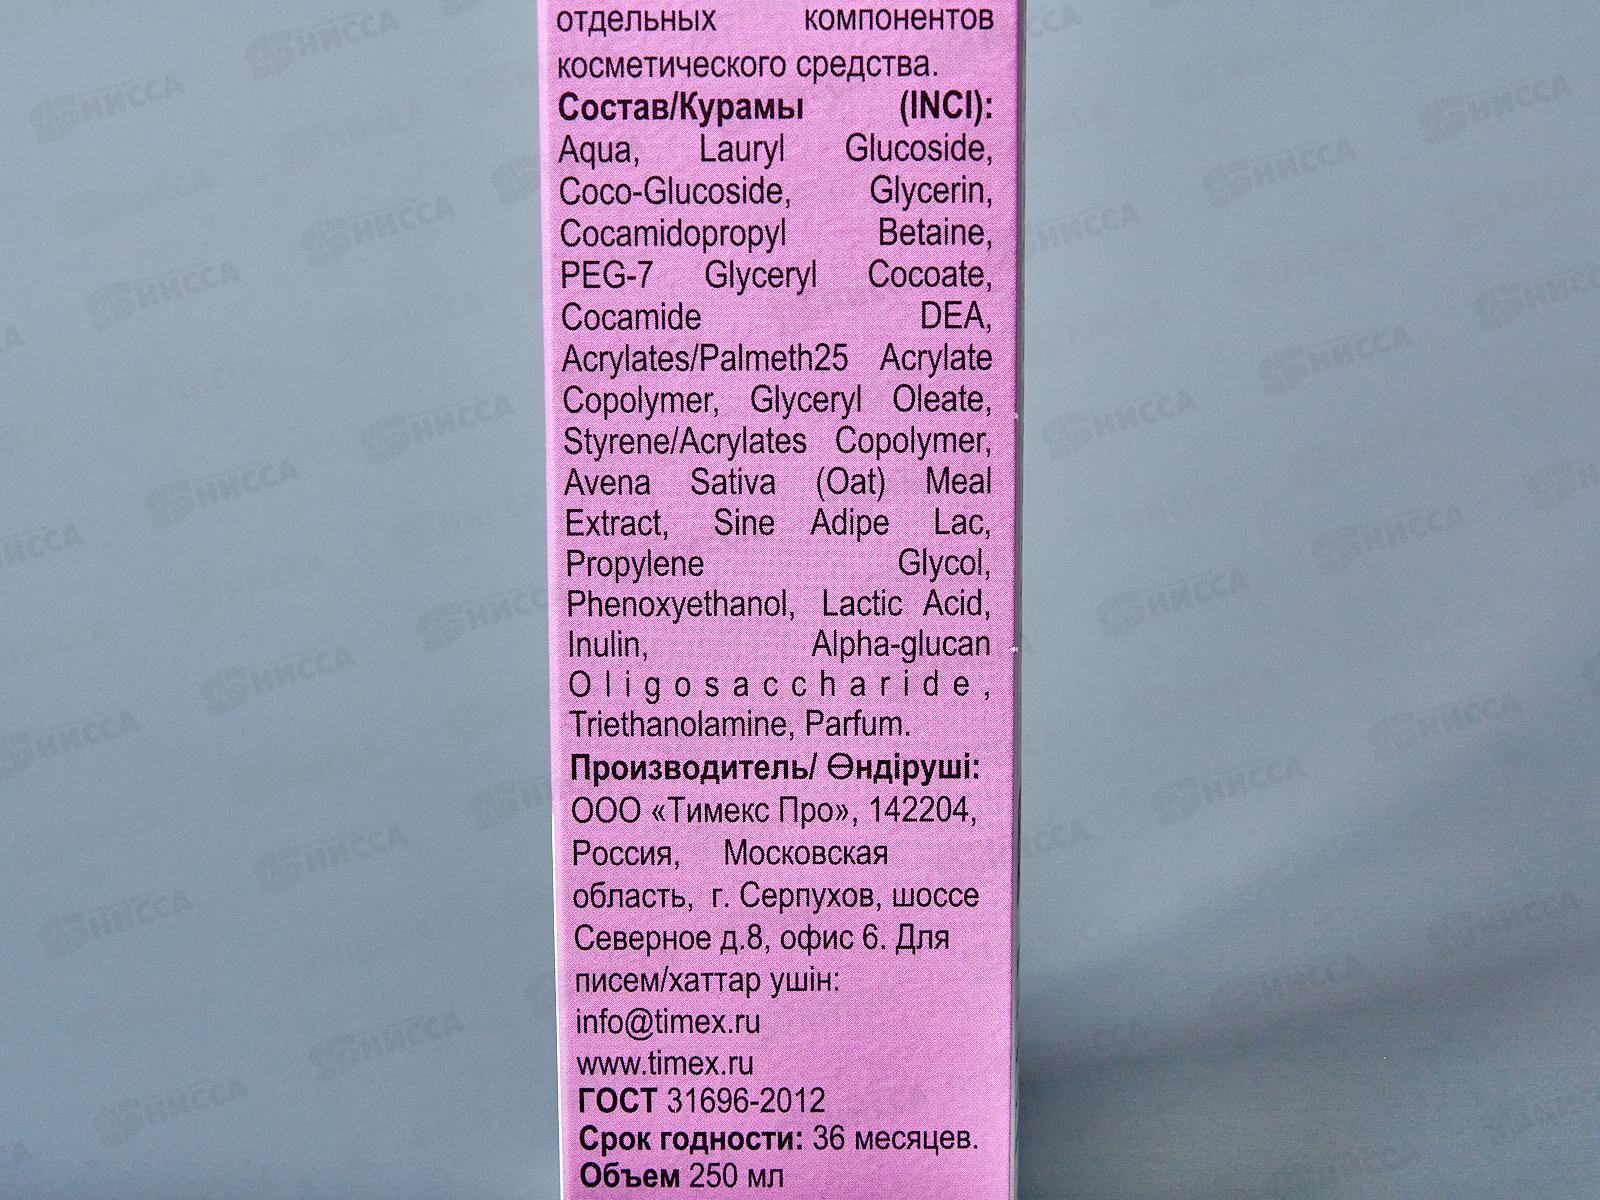 отдельных компонентов
косметического средства.
Состав/Курамы (INCI):
Aqua, Lauryl Glucoside,
Coco-Glucoside, Glycerin,
Cocamidopropyl Betaine,
PEG-7 Glyceryl Cocoate,
Cocamide DEA,
Acrylates/Palmeth25 Acrylate
Copolymer, Glyceryl Oleate,
Styrene/Acrylates Copolymer,
Avena Sativa (Oat) Meal
Extract, Sine Adipe Lac,
Propylene Glycol,
Phenoxyethanol, Lactic Acid,
Inulin, Alpha-glucan
Oligosaccharide,
Triethanolamine, Parfum.
Производитель/ Өндіруші:
ООО «Тимекс Про», 142204,
Россия, Московская
область, г. Серпухов, шоссе
Северное д.8, офис 6. Для
писем/хаттар ушін:
info@timex.ru
www.timex.ru
ГОСТ 31696-2012
Срок годности: 36 месяцев.
Объем 250 мл
НИССА